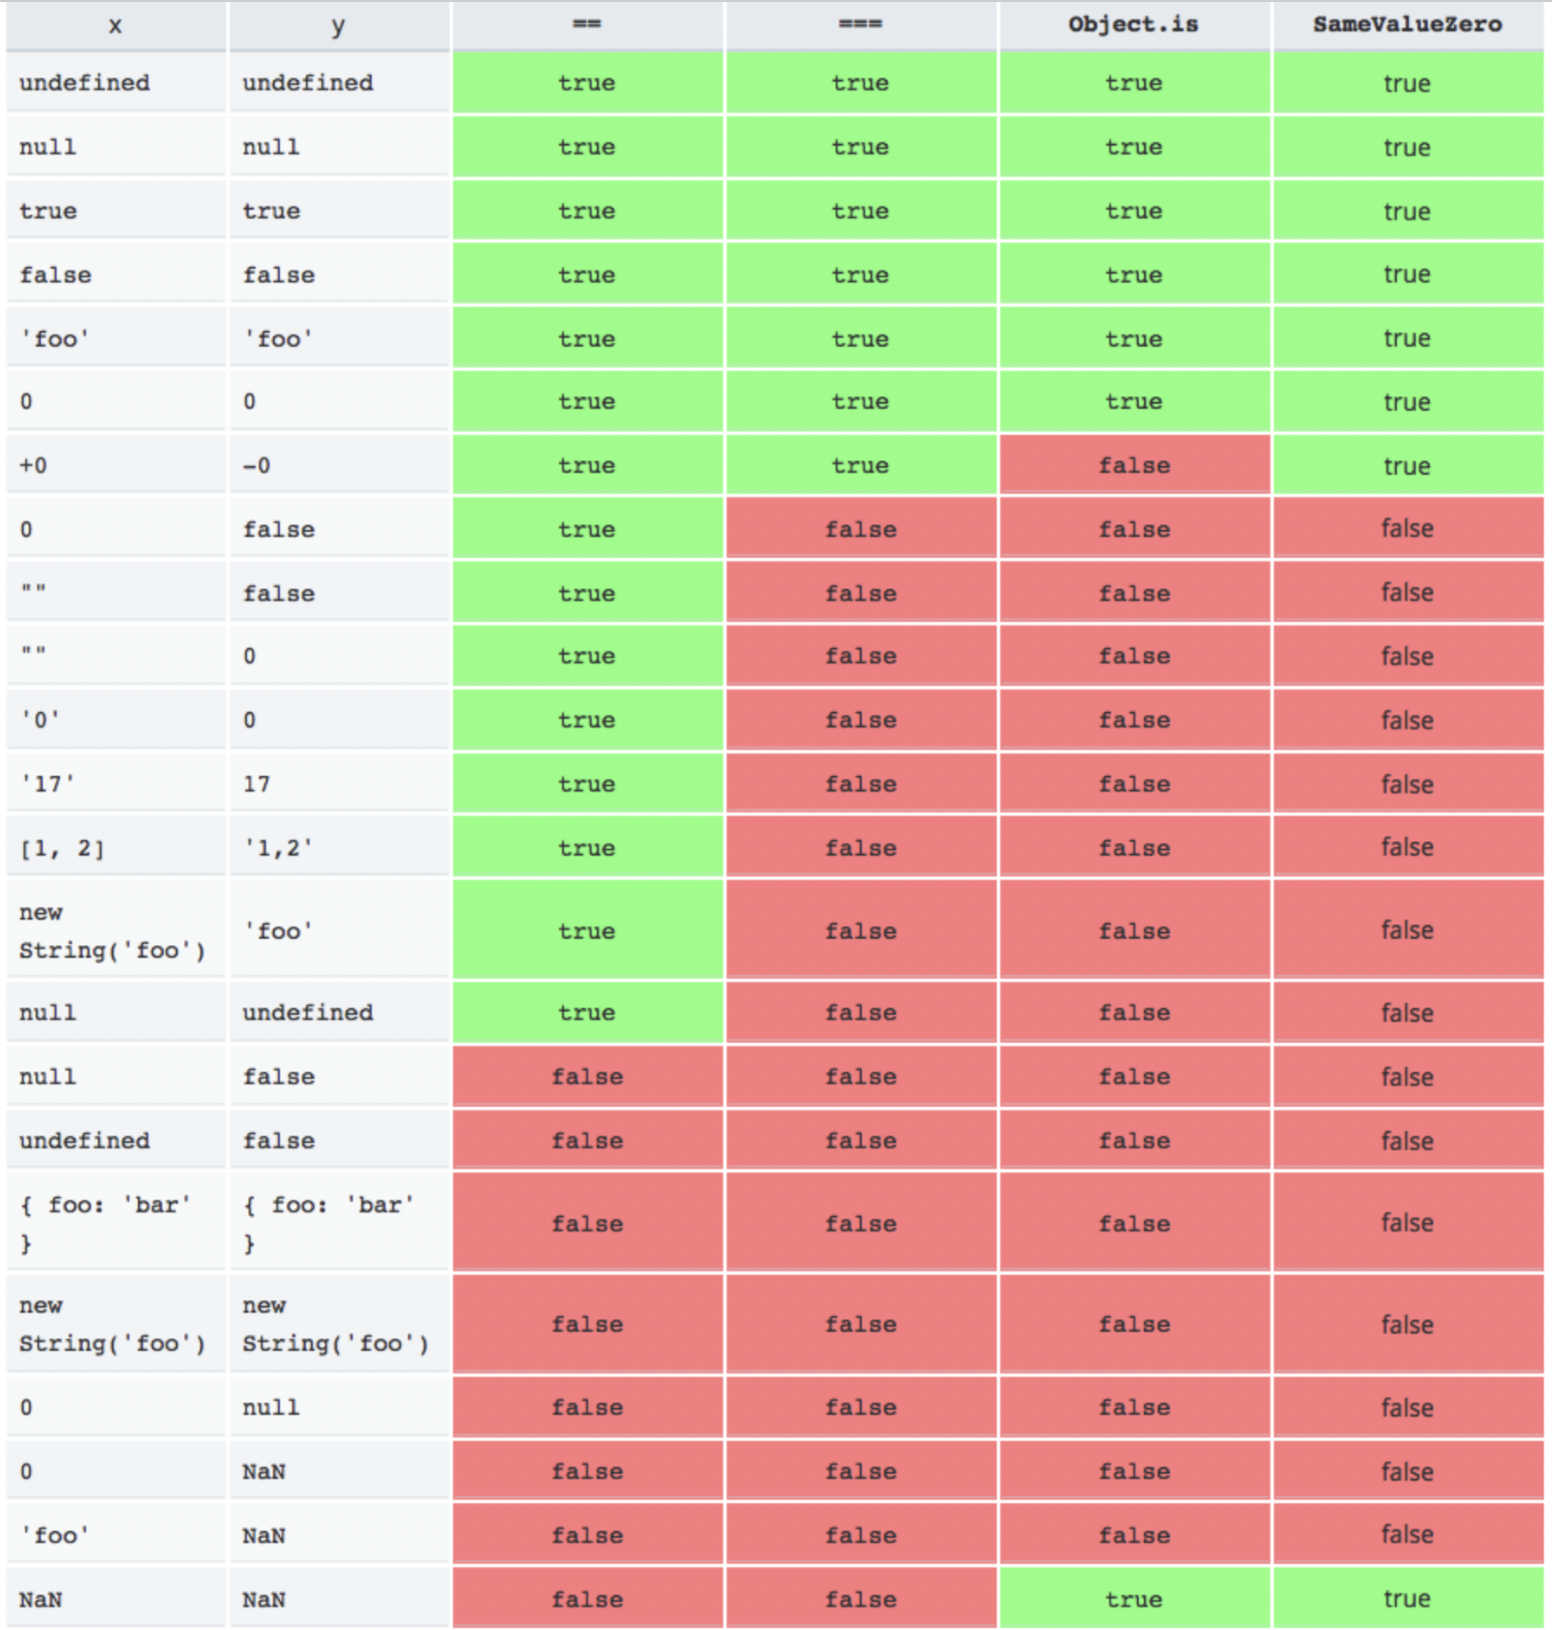 x y == === Object.is SameValueZero
undefined undefined true true true true
null null true true true true
true true true true true true
false false true true true true
'foo' 'foo' true true true true
0 0 true true true true
+0 -0 true true false true
0 false true false false false
"" false true false false false
"" 0 true false false false
'0' 0 true false false false
'17' 17 true false false false
[1, 2] '1,2' true false false false
new
String('foo') 'foo' true false false false
null undefined true false false false
null false false false false false
undefined false false false false false
{ foo: 'bar' { foo: 'bar'
} } false false false false
new new
String('foo') String('foo') false false false false
0 null false false false false
0 NaN false false false false
'foo' NaN false false false false
NaN NaN false false true true